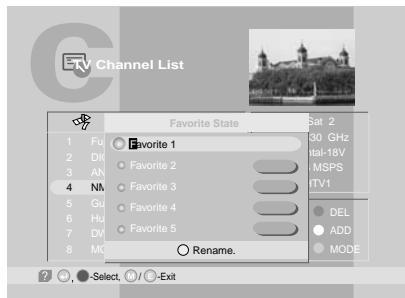 TV Channel List
Favorite State
Sat 2
1 Fu
30 GHz
Favorite 1
2 DI
ntal-18V
Favorite 2
3 AN
MSPS
4 NM
Favorite 3
HTV1
5 Gu
Favorite 4
6 Hu
DEL
7 DW
Favorite 5
ADD
8 MC
Rename.
MODE
? , -Select, M / E -Exit